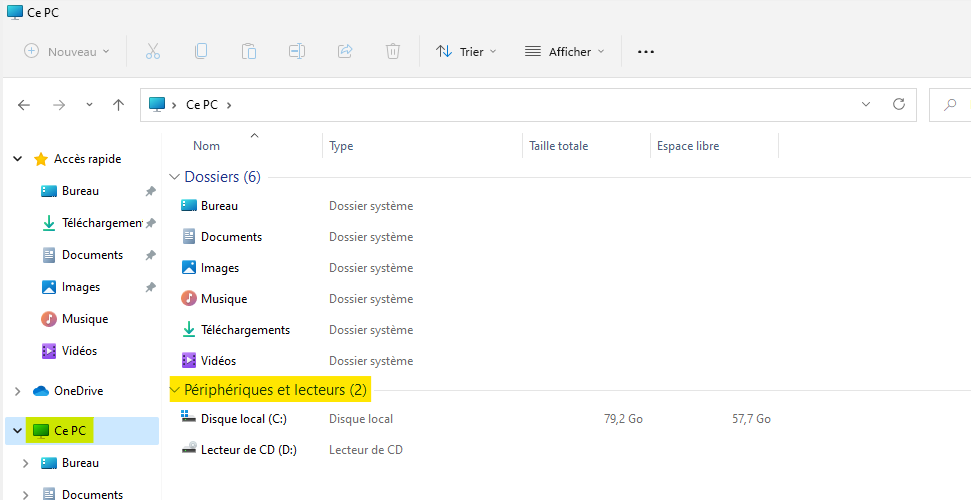 Ce PC
Nouveau Trier Afficher
Ce PC
Nom Type Taille totale Espace libre
Accès rapide
Bureau
Téléchargemen
Documents
Images
Musique
Vidéos
OneDrive
Ce PC
Bureau
Documents
Dossiers (6)
Bureau Dossier système
Documents Dossier système
Images Dossier système
Musique Dossier système
Téléchargements Dossier système
Vidéos Dossier système
Périphériques et lecteurs (2)
Disque local (C:) Disque local 79,2 Go 57,7 Go
Lecteur de CD (D:) Lecteur de CD